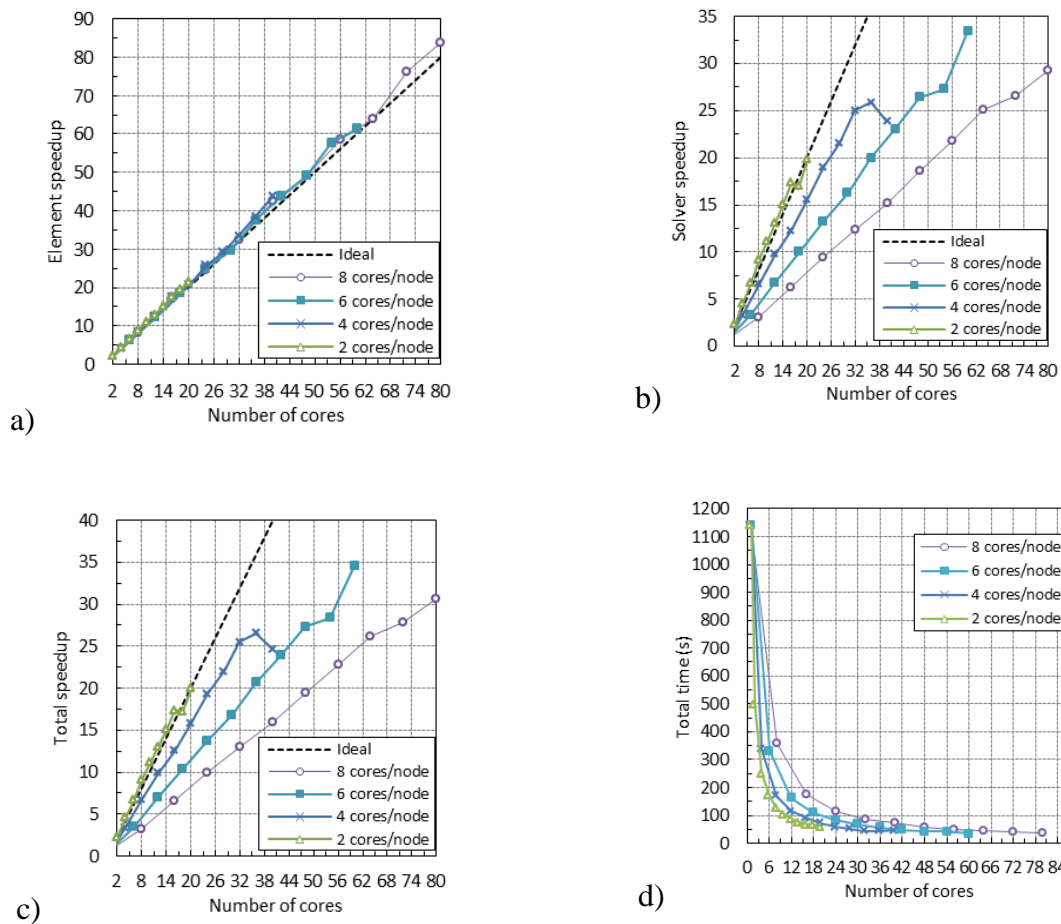 90
80
70
60
50
40
30
20
10
0
Element speedup
2 8 14 20 26 32 38 44 50 56 62 68 74 80
Number of cores
Ideal
8 cores/node
6 cores/node
4 cores/node
2 cores/node
a)
35
30
25
20
15
10
5
0
Solver speedup
2 8 14 20 26 32 38 44 50 56 62 68 74 80
Number of cores
Ideal
8 cores/node
6 cores/node
4 cores/node
2 cores/node
b)
40
35
30
25
20
15
10
5
0
Total speedup
2 8 14 20 26 32 38 44 50 56 62 68 74 80
Number of cores
Ideal
8 cores/node
6 cores/node
4 cores/node
2 cores/node
c)
1200
1100
1000
900
800
700
600
500
400
300
200
100
0
Total time (s)
0 6 12 18 24 30 36 42 48 54 60 66 72 78 84
Number of cores
8 cores/node
6 cores/node
4 cores/node
2 cores/node
d)